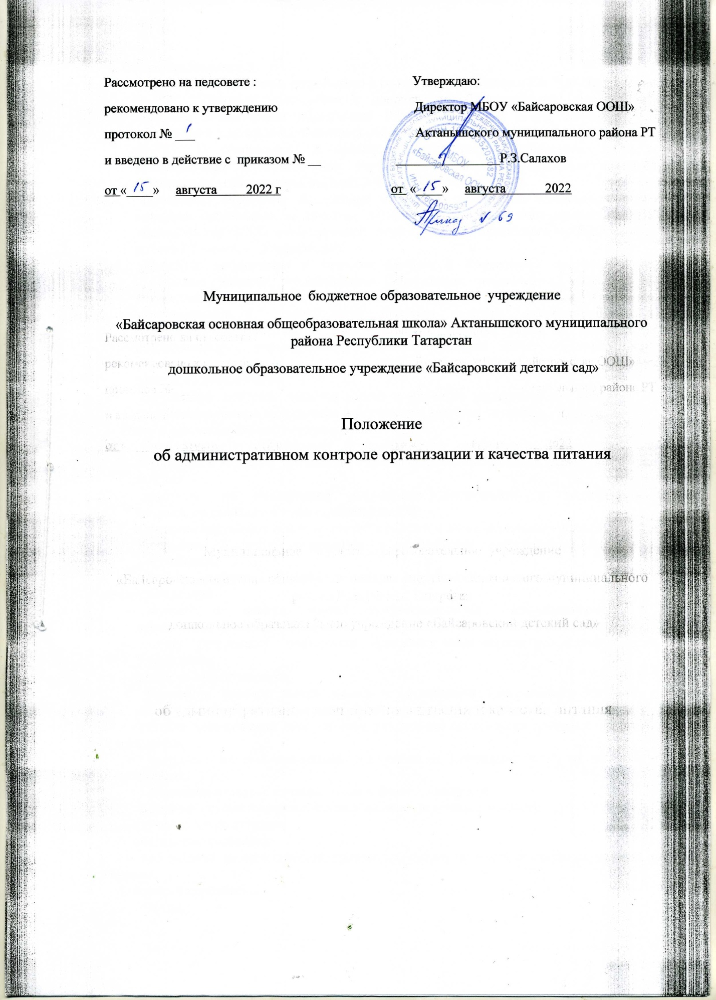 Рассмотрено на педсовете :
рекомендовано к утверждению
протокол № 1
и введено в действие с приказом № __
от « 15 » августа 2022 г
Утверждаю:
Директор МБОУ «Байсаровская ООШ»
Актанышского муниципального района РТ
________________Р.З.Салахов
от « 15 » августа 2022
Приказ № 69
МБОУ
«Байсаровская ООШ»
Муниципальное бюджетное образовательное учреждение
«Байсаровская основная общеобразовательная школа» Актанышского муниципального
района Республики Татарстан
дошкольное образовательное учреждение «Байсаровский детский сад»
Положение
об административном контроле организации и качества питания